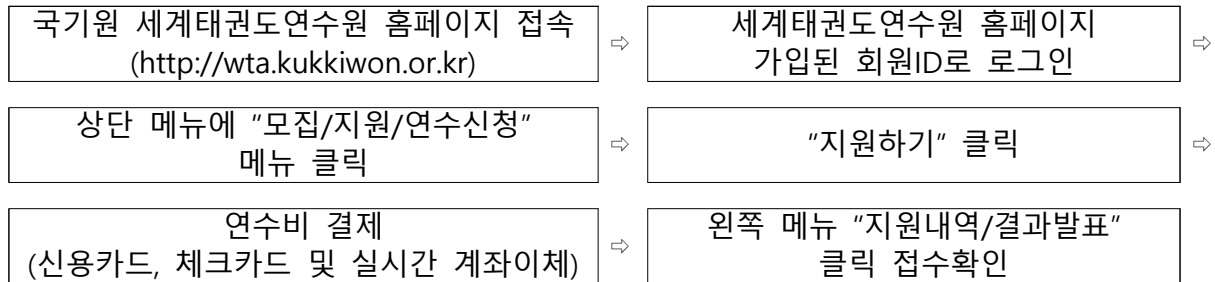 국기원 세계태권도연수원 홈페이지 접속
(http://wta.kukkiwon.or.kr)
⇨
세계태권도연수원 홈페이지
가입된 회원ID로 로그인
⇨
상단 메뉴에 "모집/지원/연수신청"
메뉴 클릭
⇨
"지원하기" 클릭
⇨
연수비 결제
(신용카드, 체크카드 및 실시간 계좌이체)
⇨
왼쪽 메뉴 "지원내역/결과발표"
클릭 접수확인